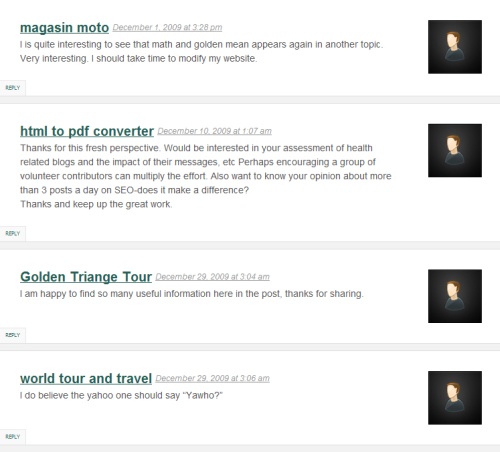 magasin moto December 1, 2009 at 3:28 pm
I is quite interesting to see that math and golden mean appears again in another topic.
Very interesting. I should take time to modify my website.
REPLY
html to pdf converter December 10, 2009 at 1:07 am
Thanks for this fresh perspective. Would be interested in your assessment of health
related blogs and the impact of their messages, etc Perhaps encouraging a group of
volunteer contributors can multiply the effort. Also want to know your opinion about more
than 3 posts a day on SEO-does it make a difference?
Thanks and keep up the great work.
REPLY
Golden Triange Tour December 29, 2009 at 3:04 am
I am happy to find so many useful information here in the post, thanks for sharing.
REPLY
world tour and travel December 29, 2009 at 3:06 am
I do believe the yahoo one should say “Yawho?”
REPLY